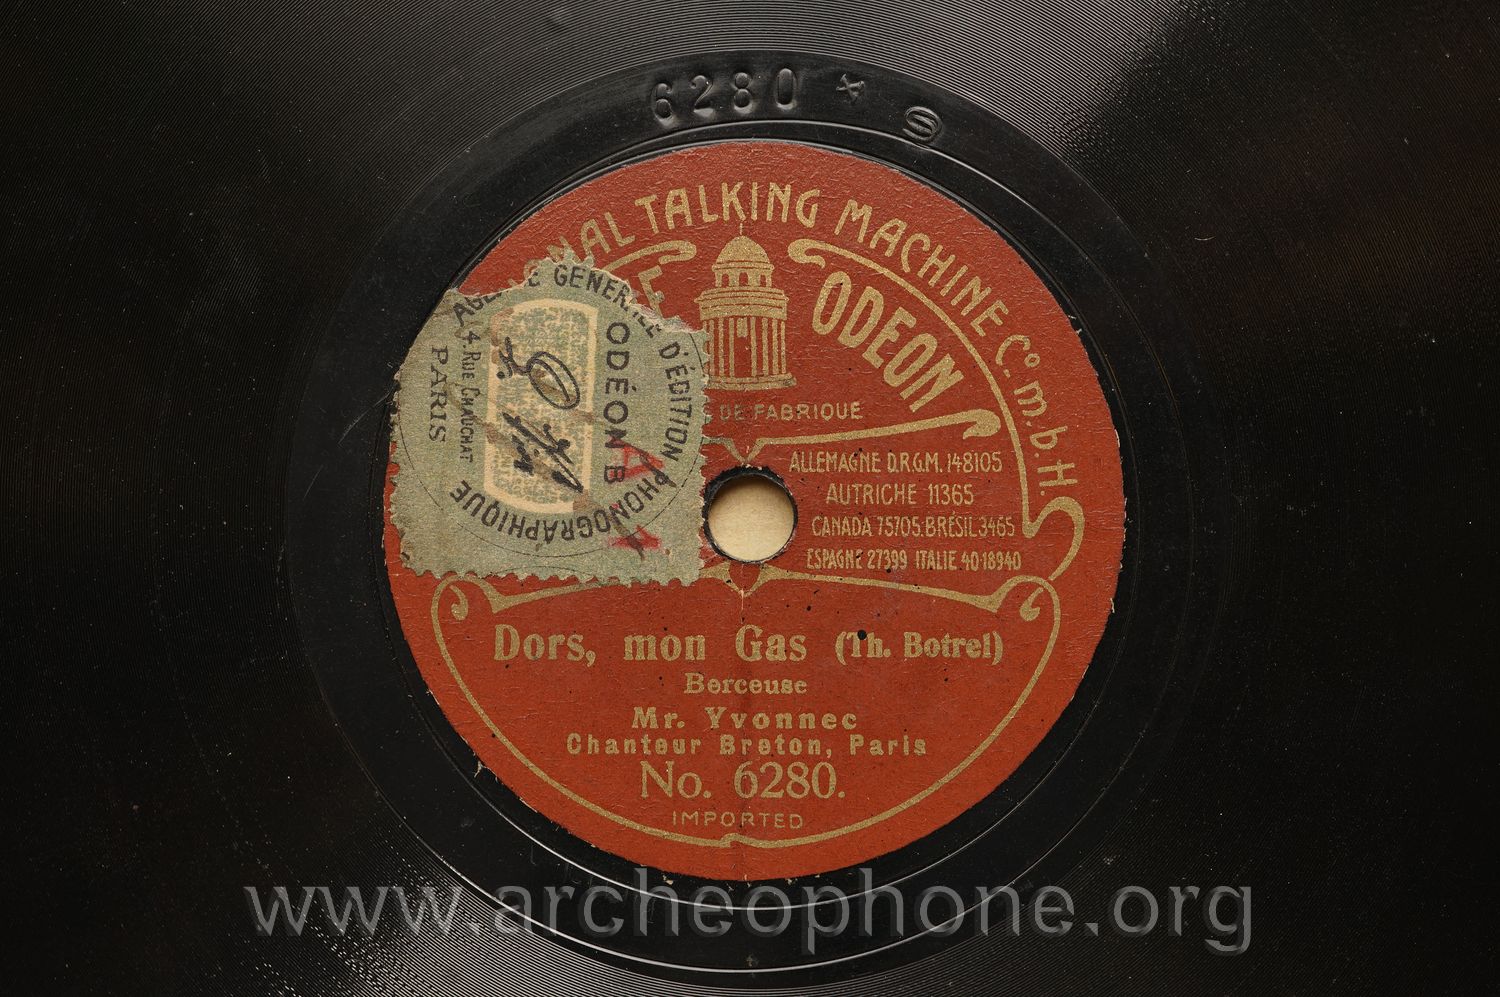 6280
TALKING MACHINE Co. m.b.H.
ODEON
DE FABRIQUE
ALLEMAGNE D.R.G.M. 148105
AUTRICHE 11365
CANADA 75705. BRÉSIL 3465
ESPAGNE 27399 ITALIE 40·18940
GENERALE D'ÉDITION PHONOGRAPHIQUE
4. RUE CHAUCHAT
PARIS
ODÉON B
A
Dors, mon Gas (Th. Botrel)
Berceuse
Mr. Yvonnec
Chanteur Breton, Paris
No. 6280.
IMPORTED
www.archeophone.org